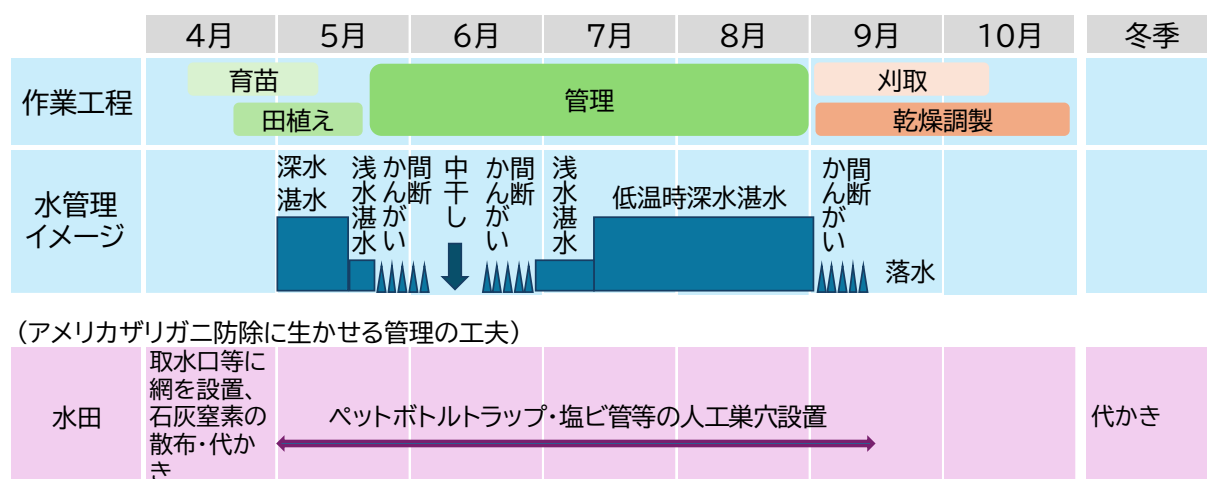 4月 5月 6月 7月 8月 9月 10月 冬季
作業工程
育苗
田植え
管理
刈取
乾燥調製
水管理
イメージ
深水
湛水
浅水湛水
間断
かんがい
中干し
間断
かんがい
浅水湛水
低温時深水湛水
間断
かんがい
落水
（アメリカザリガニ防除に生かせる管理の工夫）
水田
取水口等に
網を設置、
石灰窒素の
散布・代か
き
ペットボトルトラップ・塩ビ管等の人工巣穴設置
代かき